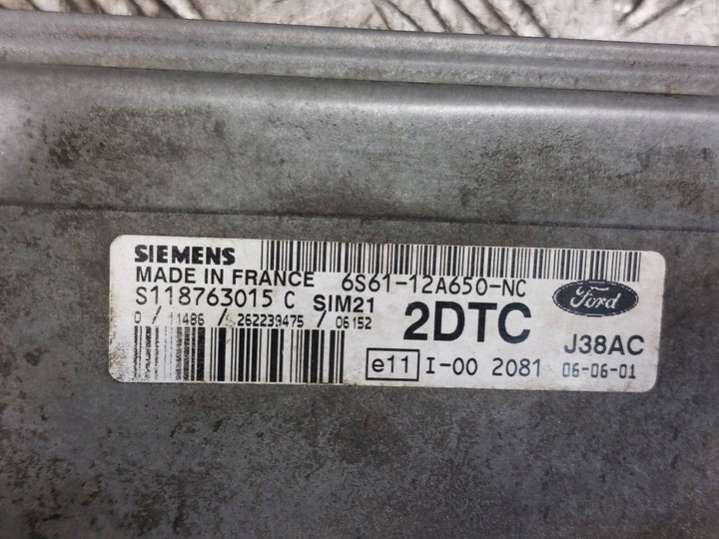 SIEMENS
MADE IN FRANCE 6S61-12A650-NC
S118763015 C SIM21
0 / 11486 / 262239475 / 06152
2DTC
Ford
J38AC
e11 I-00 2081 06-06-01